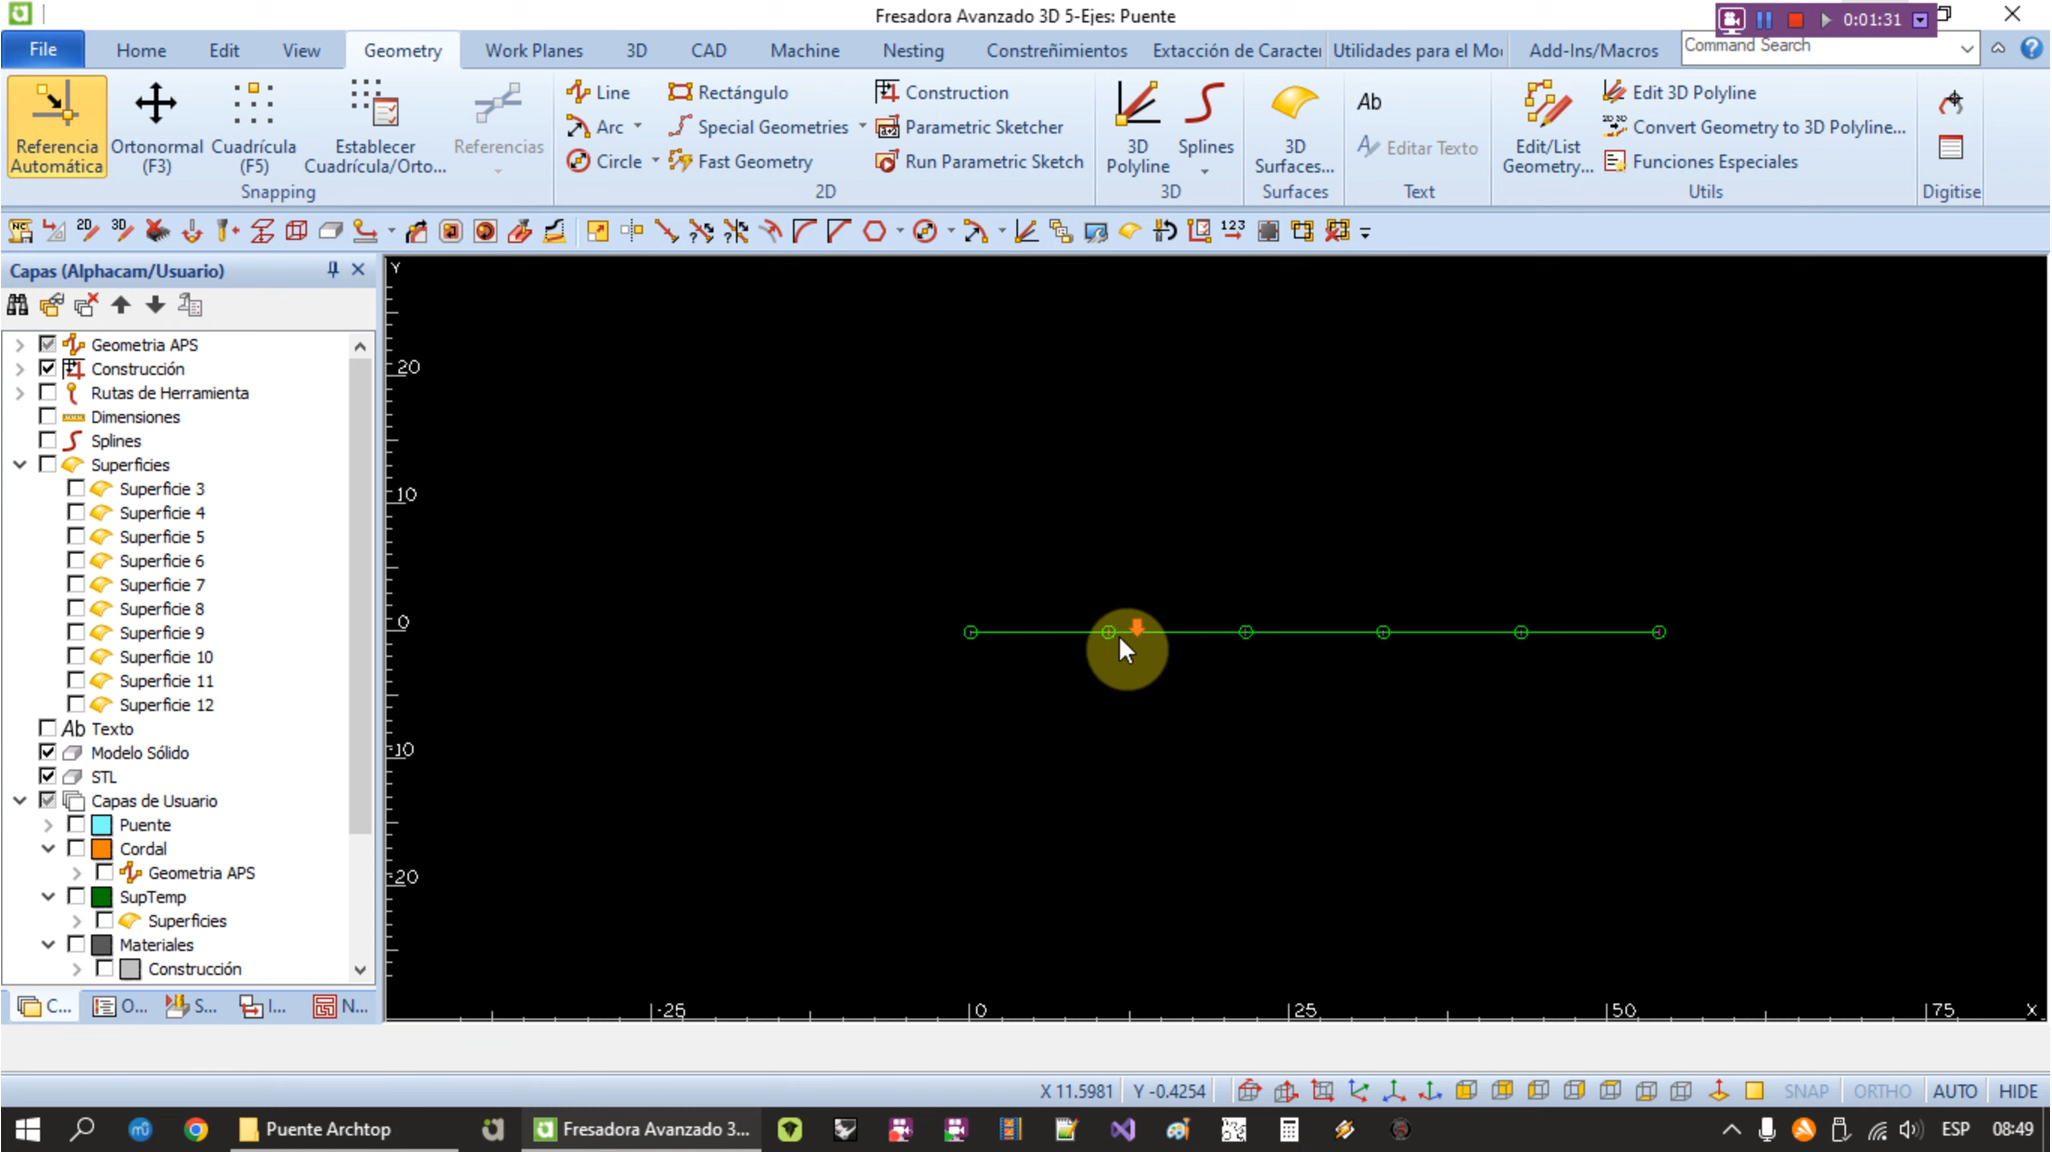 Fresadora Avanzado 3D 5-Ejes: Puente
0:01:31
File
Home
Edit
View
Geometry
Work Planes
3D
CAD
Machine
Nesting
Constreñimientos
Extacción de Caracte
Utilidades para el Mo
Add-Ins/Macros
Command Search
Referencia Automática
Ortonormal (F3)
Cuadrícula (F5)
Establecer Cuadrícula/Orto...
Referencias
Snapping
Line
Arc
Circle
Rectángulo
Special Geometries
Fast Geometry
Construction
Parametric Sketcher
Run Parametric Sketch
2D
3D Polyline
Splines
3D
3D Surfaces...
Surfaces
Ab
Editar Texto
Text
Edit/List Geometry...
Edit 3D Polyline
Convert Geometry to 3D Polyline...
Funciones Especiales
Utils
Digitise
NC
2D
3D
123
Capas (Alphacam/Usuario)
Geometria APS
Construcción
Rutas de Herramienta
Dimensiones
Splines
Superficies
Superficie 3
Superficie 4
Superficie 5
Superficie 6
Superficie 7
Superficie 8
Superficie 9
Superficie 10
Superficie 11
Superficie 12
Ab Texto
Modelo Sólido
STL
Capas de Usuario
Puente
Cordal
Geometria APS
SupTemp
Superficies
Materiales
Construcción
C...
O...
S...
I...
N...
Y
20
10
0
-10
-20
-25
0
25
50
75
X
X 11.5981
Y -0.4254
SNAP
ORTHO
AUTO
HIDE
Puente Archtop
Fresadora Avanzado 3...
ESP
08:49